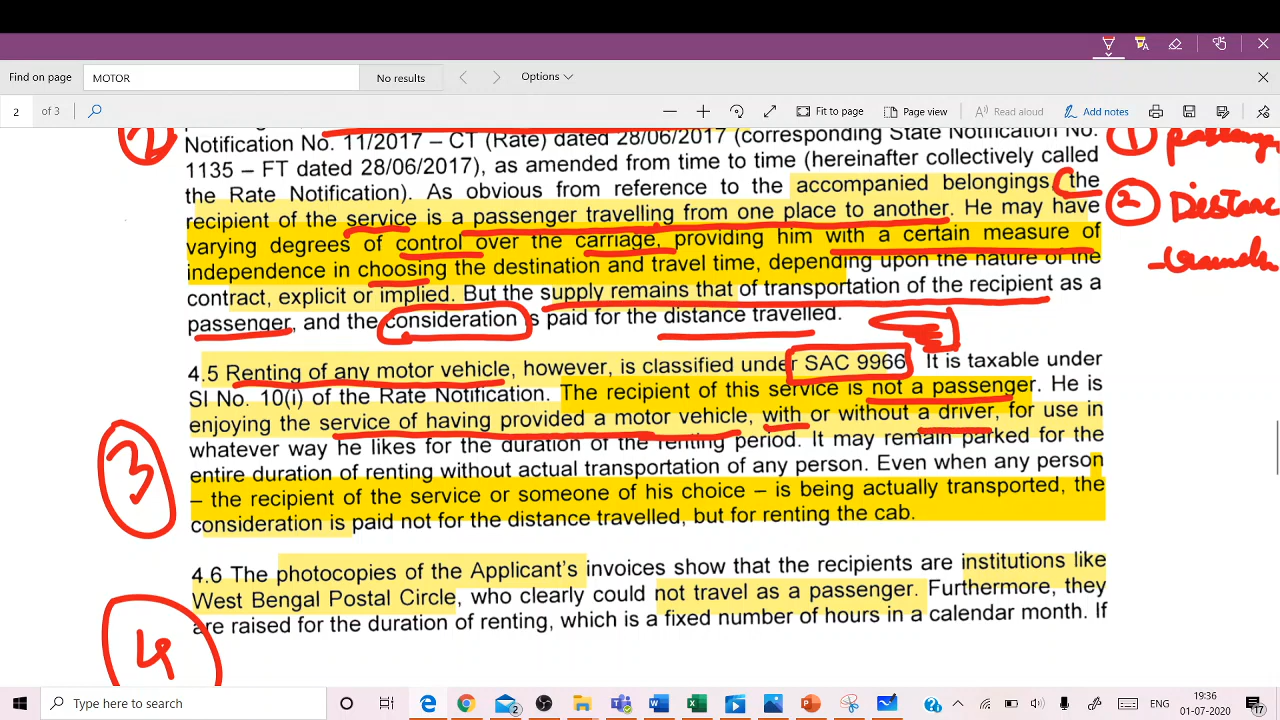 Find on page
MOTOR
No results
Options
2
of 3
Fit to page
Page view
Read aloud
Add notes
2
Notification No. 11/2017 – CT (Rate) dated 28/06/2017 (corresponding State Notification No.
1 passeng
1135 – FT dated 28/06/2017), as amended from time to time (hereinafter collectively called
the Rate Notification). As obvious from reference to the accompanied belongings, the
2 Distanc
recipient of the service is a passenger travelling from one place to another. He may have
varying degrees of control over the carriage, providing him with a certain measure of
independence in choosing the destination and travel time, depending upon the nature of the
contract, explicit or implied. But the supply remains that of transportation of the recipient as a
passenger, and the consideration is paid for the distance travelled.
4.5 Renting of any motor vehicle, however, is classified under SAC 9966. It is taxable under
Sl No. 10(i) of the Rate Notification. The recipient of this service is not a passenger. He is
enjoying the service of having provided a motor vehicle, with or without a driver, for use in
whatever way he likes for the duration of the renting period. It may remain parked for the
3
entire duration of renting without actual transportation of any person. Even when any person
– the recipient of the service or someone of his choice – is being actually transported, the
consideration is paid not for the distance travelled, but for renting the cab.
4.6 The photocopies of the Applicant's invoices show that the recipients are institutions like
West Bengal Postal Circle, who clearly could not travel as a passenger. Furthermore, they
are raised for the duration of renting, which is a fixed number of hours in a calendar month. If
4
Type here to search
2
ENG
19:36
01-07-2020
17